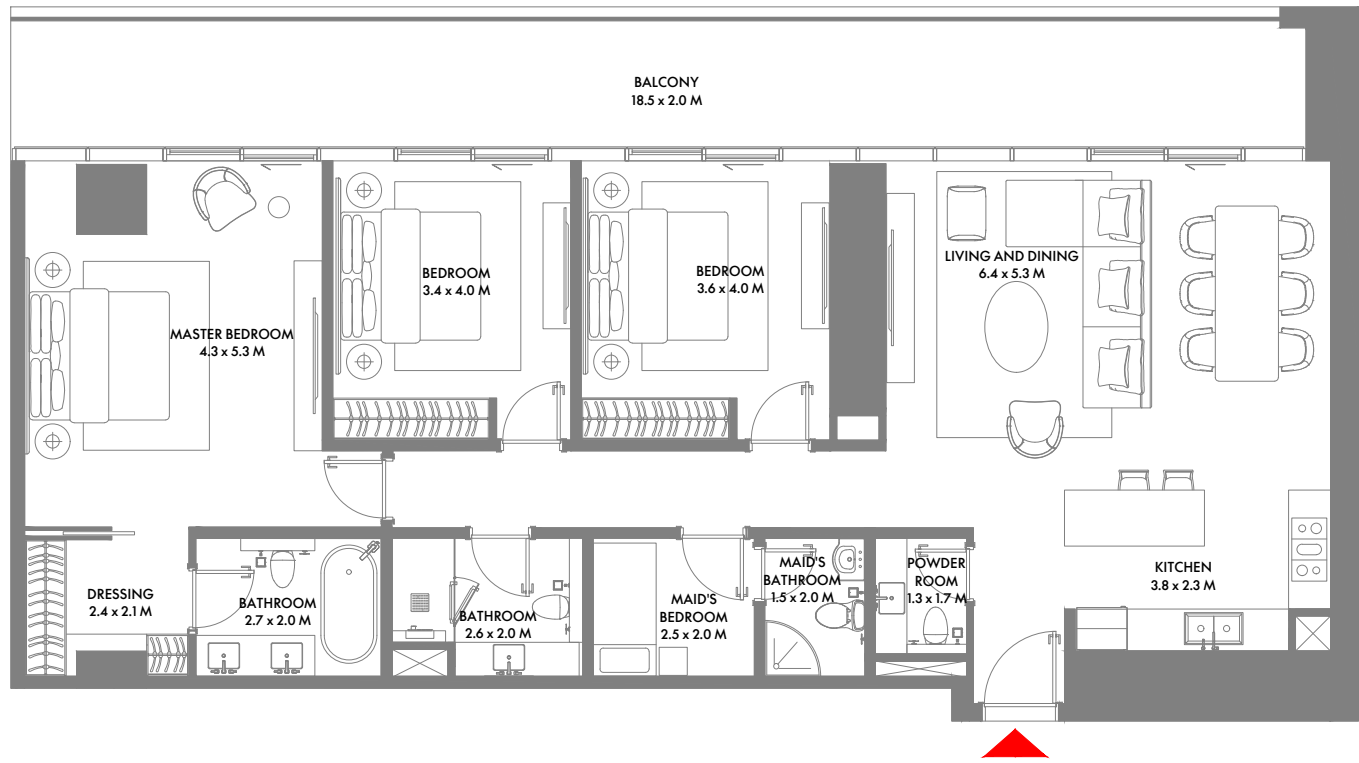 BALCONY
18.5 x 2.0 M
BEDROOM
3.4 x 4.0 M
BEDROOM
3.6 x 4.0 M
LIVING AND DINING
6.4 x 5.3 M
MASTER BEDROOM
4.3 x 5.3 M
DRESSING
2.4 x 2.1 M
BATHROOM
2.7 x 2.0 M
BATHROOM
2.6 x 2.0 M
MAID'S
BEDROOM
2.5 x 2.0 M
MAID'S
BATHROOM
1.5 x 2.0 M
POWDER
ROOM
1.3 x 1.7 M
KITCHEN
3.8 x 2.3 M